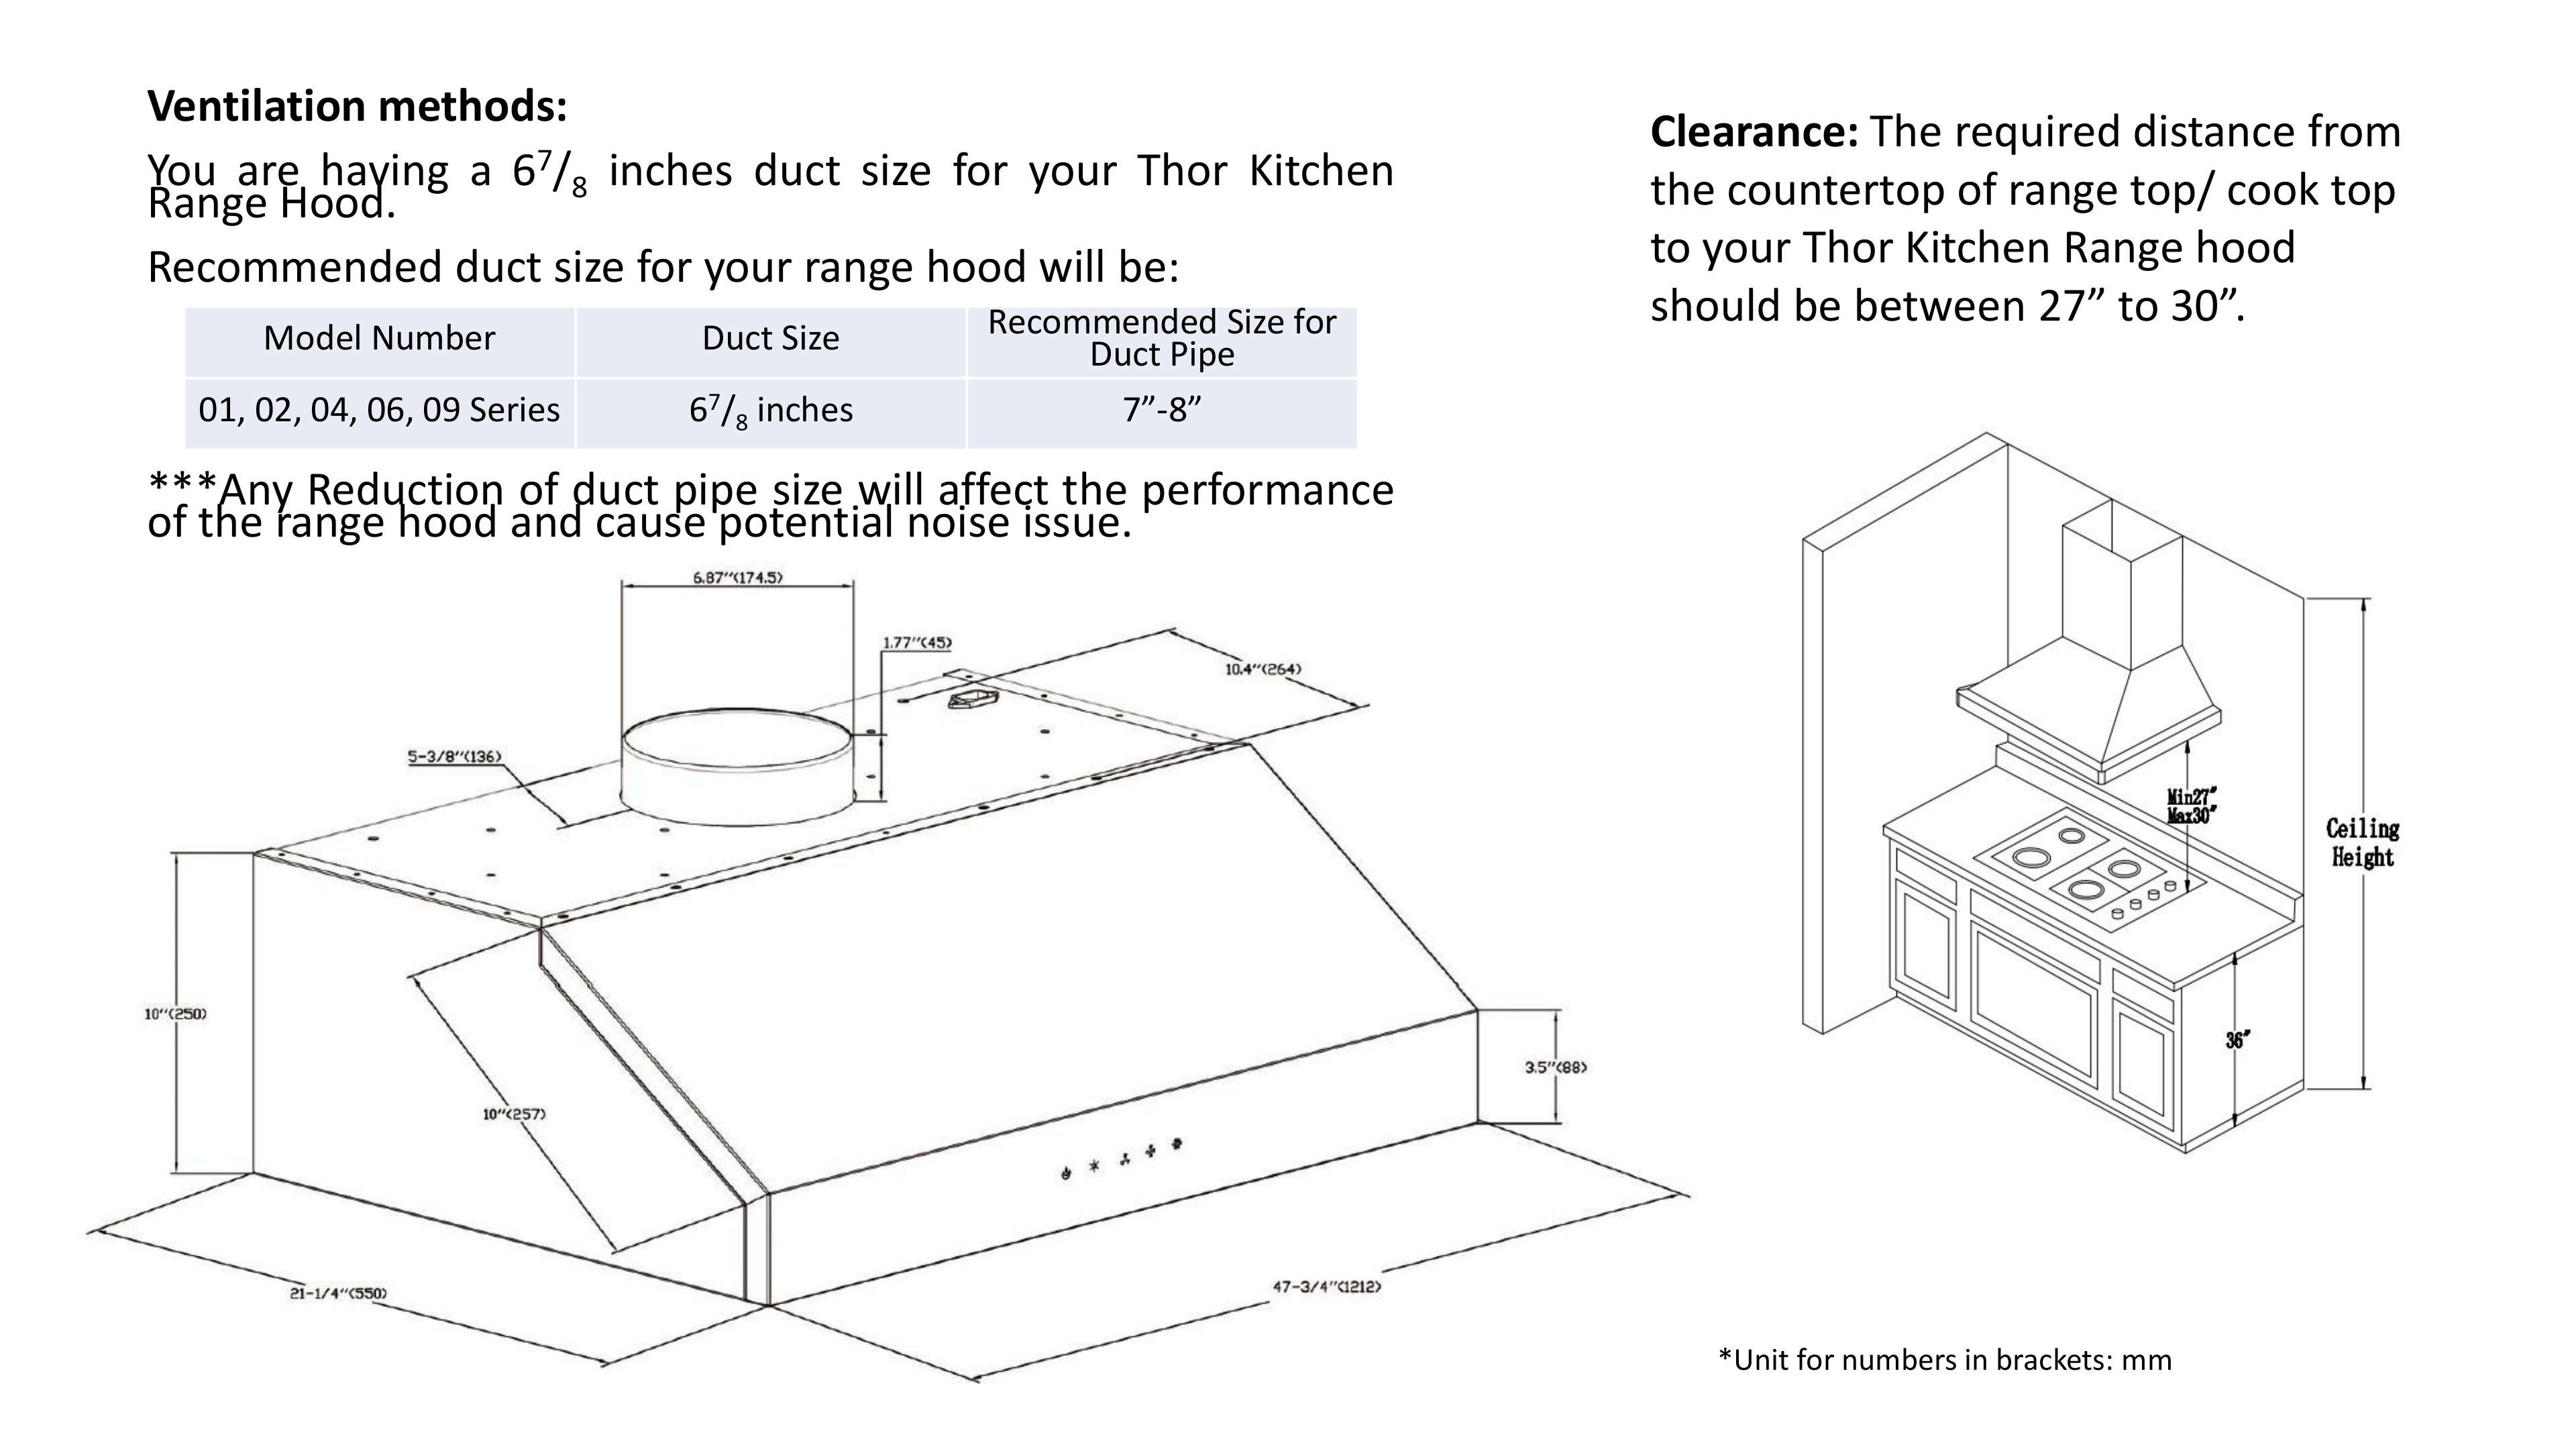 Ventilation methods:
You are having a 6⁷/₈ inches duct size for your Thor Kitchen
Range Hood.
Recommended duct size for your range hood will be:
Model Number
Duct Size
Recommended Size for
Duct Pipe
01, 02, 04, 06, 09 Series
6⁷/₈ inches
7”-8”
***Any Reduction of duct pipe size will affect the performance
of the range hood and cause potential noise issue.
Clearance: The required distance from
the countertop of range top/ cook top
to your Thor Kitchen Range hood
should be between 27” to 30”.
6.87''(174.5)
1.77''(45)
10.4''(264)
5-3/8''(136)
10''(250)
10''(257)
3.5''(88)
21-1/4''(550)
47-3/4''(1212)
Min27"
Max30"
Ceiling
Height
36"
*Unit for numbers in brackets: mm